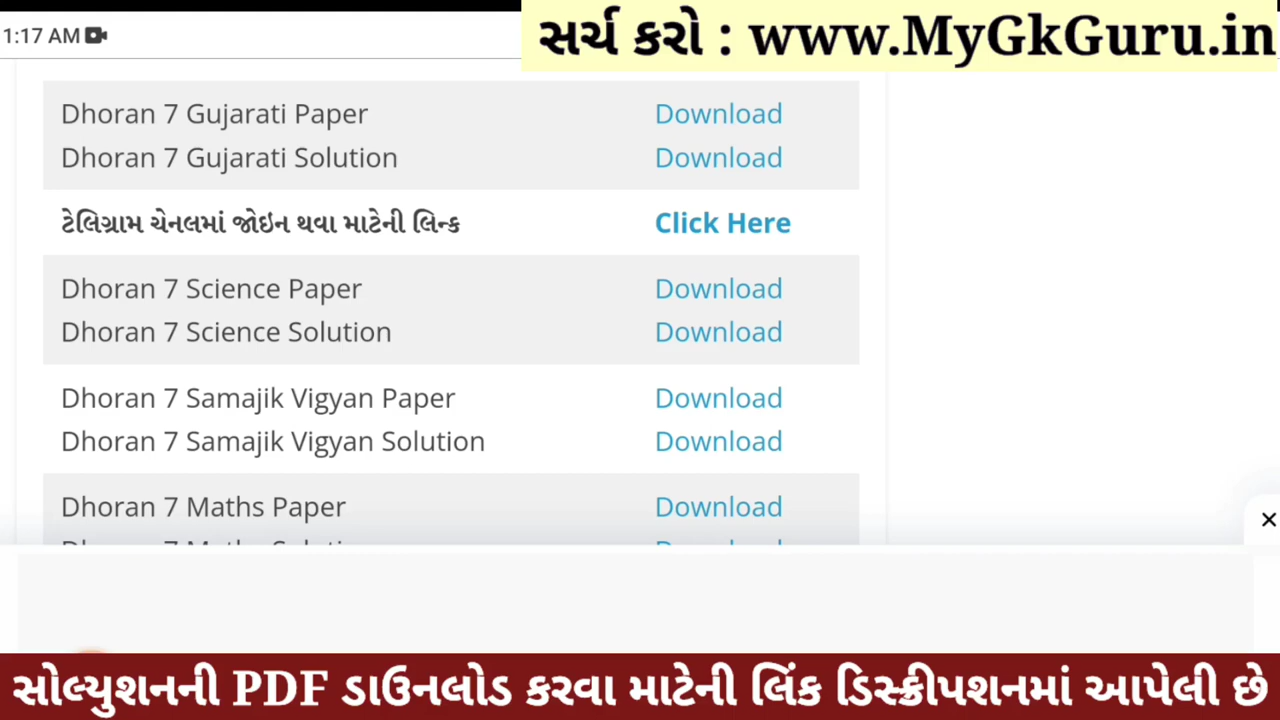 1:17 AM
સર્ચ કરો : www.MyGkGuru.in
Dhoran 7 Gujarati Paper Download
Dhoran 7 Gujarati Solution Download
ટેલિગ્રામ ચેનલમાં જોઇન થવા માટેની લિન્ક Click Here
Dhoran 7 Science Paper Download
Dhoran 7 Science Solution Download
Dhoran 7 Samajik Vigyan Paper Download
Dhoran 7 Samajik Vigyan Solution Download
Dhoran 7 Maths Paper Download
સોલ્યુશનની PDF ડાઉનલોડ કરવા માટેની લિંક ડિસ્ક્રીપશનમાં આપેલી છે